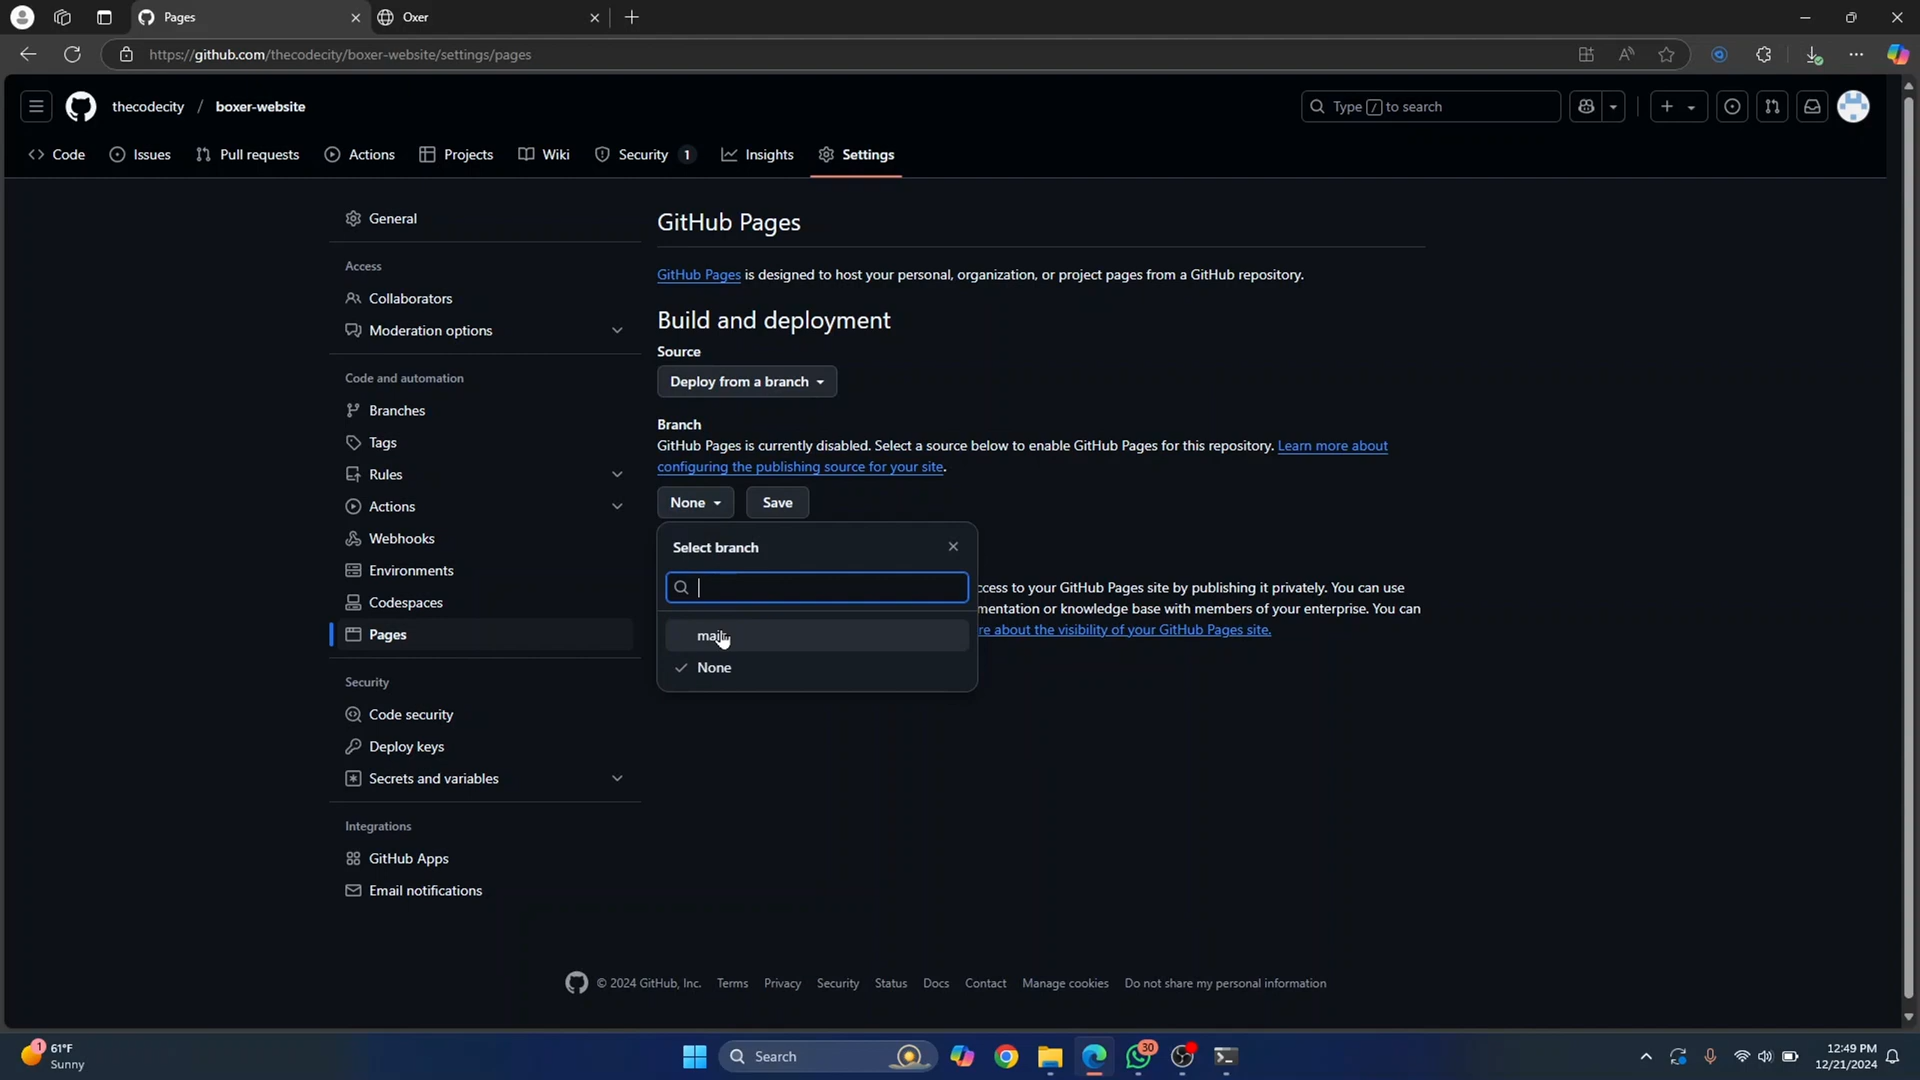 Pages
Oxer
https://github.com/thecodecity/boxer-website/settings/pages
thecodecity / boxer-website
Type / to search
Code
Issues
Pull requests
Actions
Projects
Wiki
Security 1
Insights
Settings
General
Access
Collaborators
Moderation options
Code and automation
Branches
Tags
Rules
Actions
Webhooks
Environments
Codespaces
Pages
Security
Code security
Deploy keys
Secrets and variables
Integrations
GitHub Apps
Email notifications
GitHub Pages
GitHub Pages is designed to host your personal, organization, or project pages from a GitHub repository.
Build and deployment
Source
Deploy from a branch
Branch
GitHub Pages is currently disabled. Select a source below to enable GitHub Pages for this repository. Learn more about
configuring the publishing source for your site.
None
Save
Select branch
main
None
access to your GitHub Pages site by publishing it privately. You can use
mentation or knowledge base with members of your enterprise. You can
re about the visibility of your GitHub Pages site.
© 2024 GitHub, Inc. Terms Privacy Security Status Docs Contact Manage cookies Do not share my personal information
1
61°F
Sunny
Search
30
12:49 PM
12/21/2024